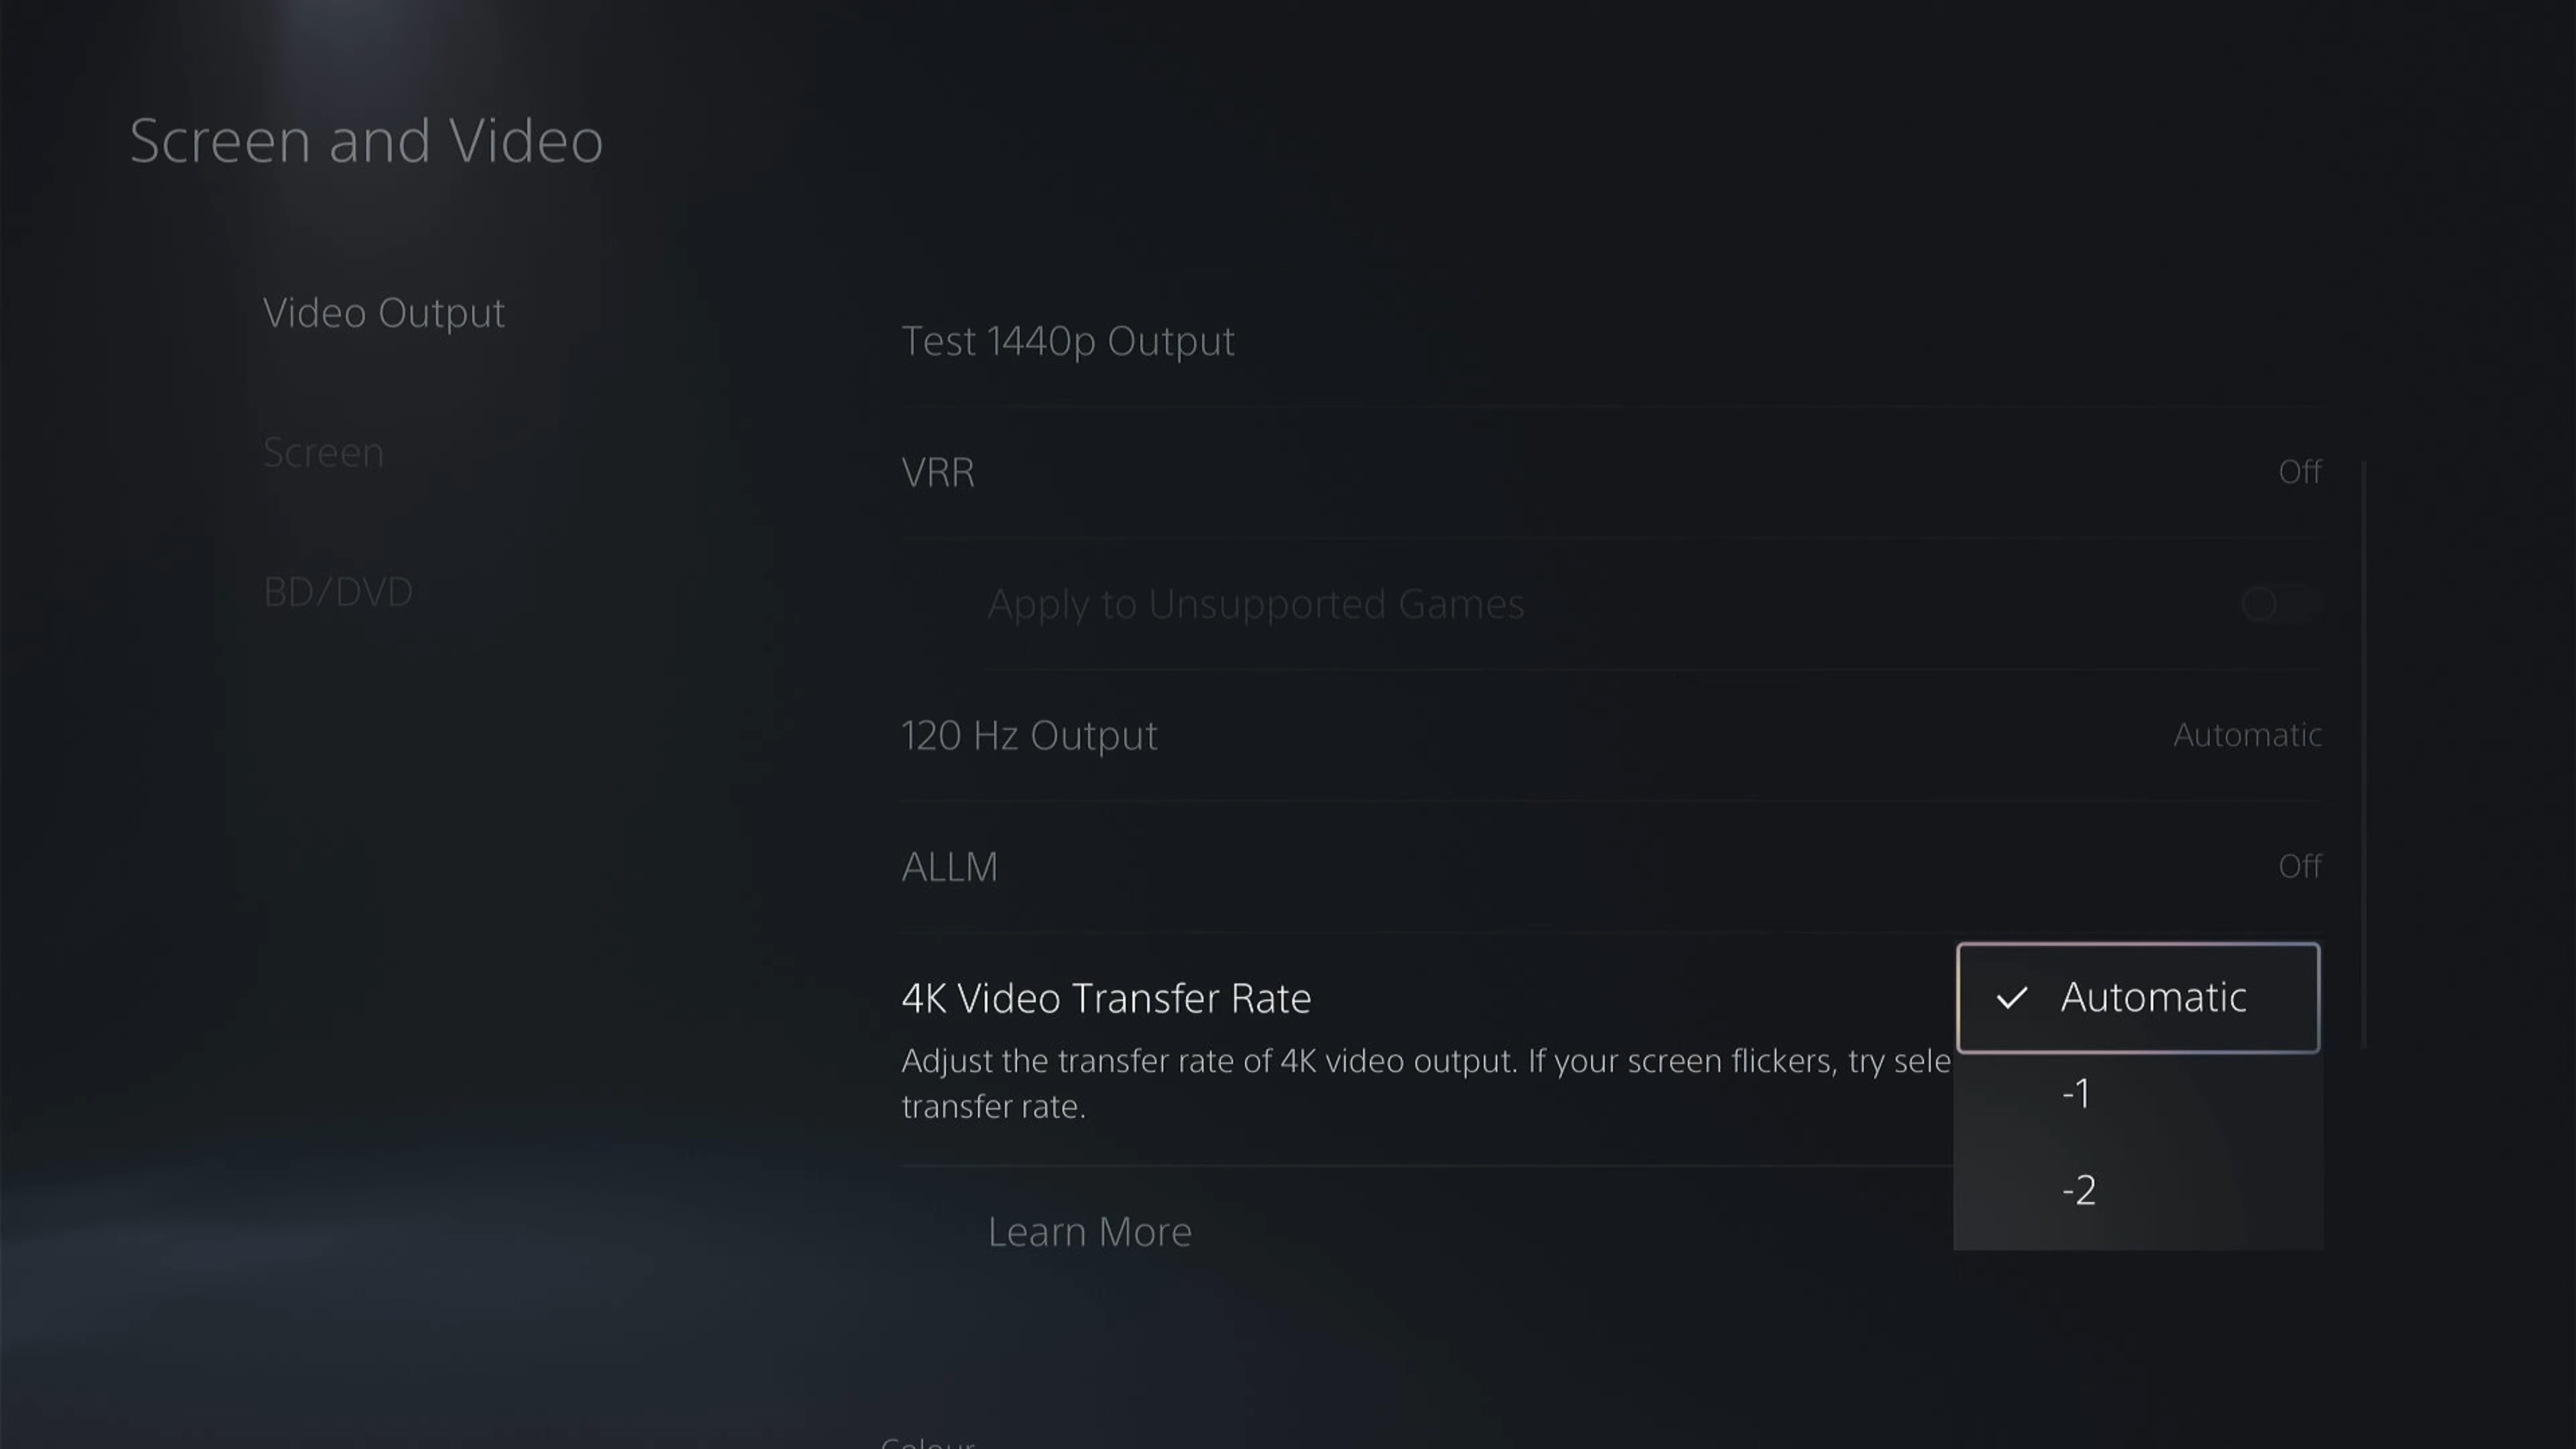 Screen and Video
Video Output
Screen
BD/DVD
Test 1440p Output
VRR
Off
Apply to Unsupported Games
120 Hz Output
Automatic
ALLM
Off
4K Video Transfer Rate
Adjust the transfer rate of 4K video output. If your screen flickers, try sele
transfer rate.
Automatic
-1
-2
Learn More
Colour